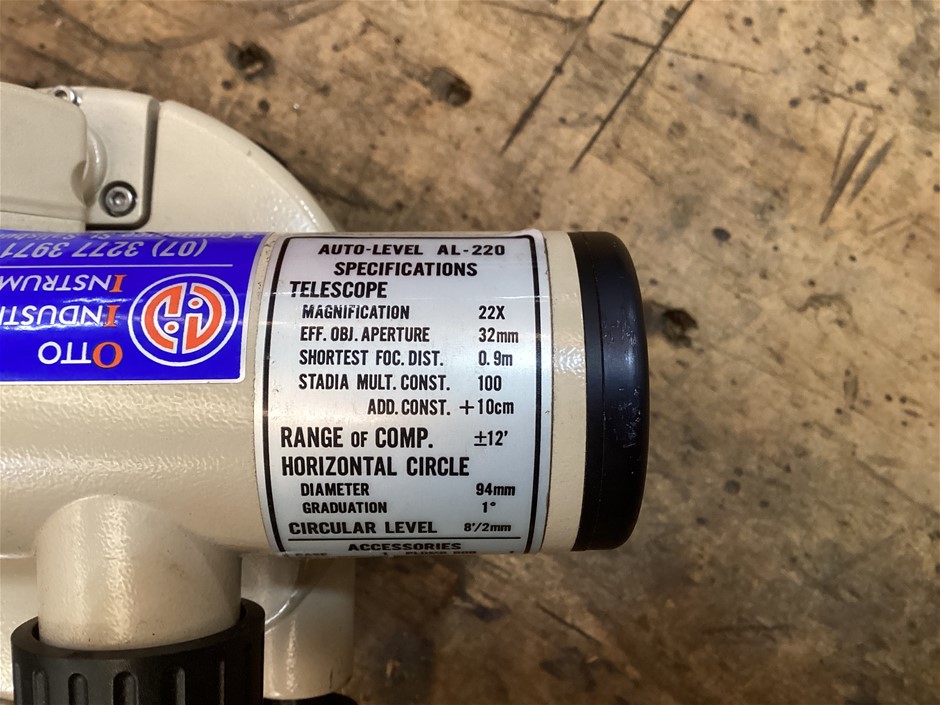 AUTO-LEVEL AL-220
SPECIFICATIONS
TELESCOPE
MAGNIFICATION 22X
EFF. OBJ. APERTURE 32mm
SHORTEST FOC. DIST. 0.9m
STADIA MULT. CONST. 100
ADD. CONST. +10cm
RANGE OF COMP. ±12'
HORIZONTAL CIRCLE
DIAMETER 94mm
GRADUATION 1°
CIRCULAR LEVEL 8'/2mm
ACCESSORIES
OTTO
INDUSTRI
INSTRUM
(07) 3277 3971